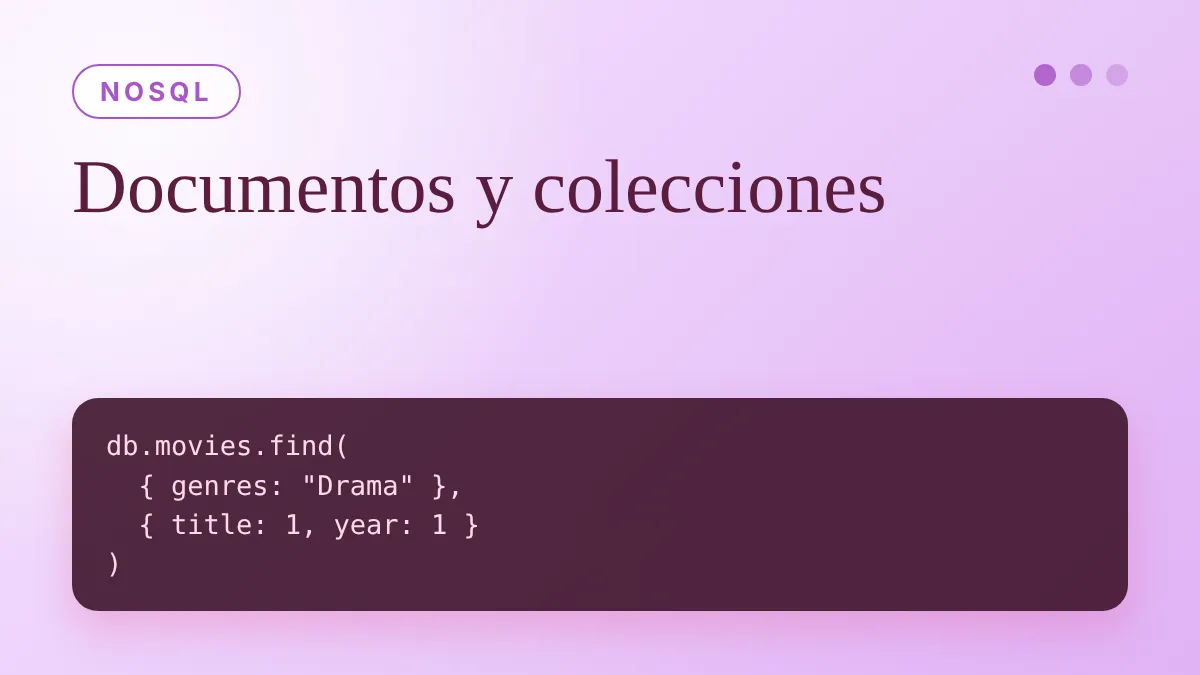 NOSQL
Documentos y colecciones
db.movies.find(
  { genres: "Drama" },
  { title: 1, year: 1 }
)